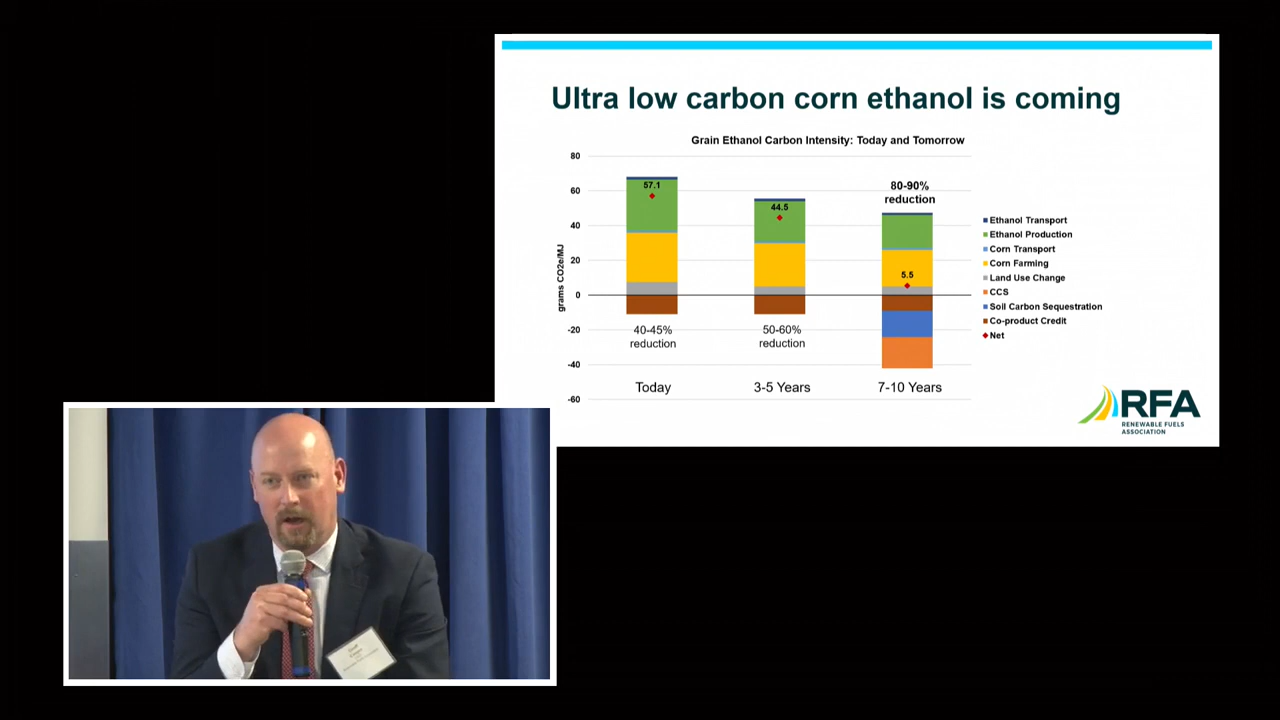 Ultra low carbon corn ethanol is coming
Grain Ethanol Carbon Intensity: Today and Tomorrow
grams CO2e/MJ
80
60
40
20
0
-20
-40
-60
57.1
44.5
80-90%
reduction
5.5
40-45%
reduction
50-60%
reduction
Today
3-5 Years
7-10 Years
Ethanol Transport
Ethanol Production
Corn Transport
Corn Farming
Land Use Change
CCS
Soil Carbon Sequestration
Co-product Credit
Net
RFA
RENEWABLE FUELS
ASSOCIATION